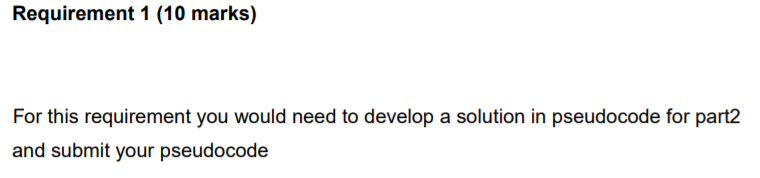 Requirement 1 (10 marks)
For this requirement you would need to develop a solution in pseudocode for part2
and submit your pseudocode